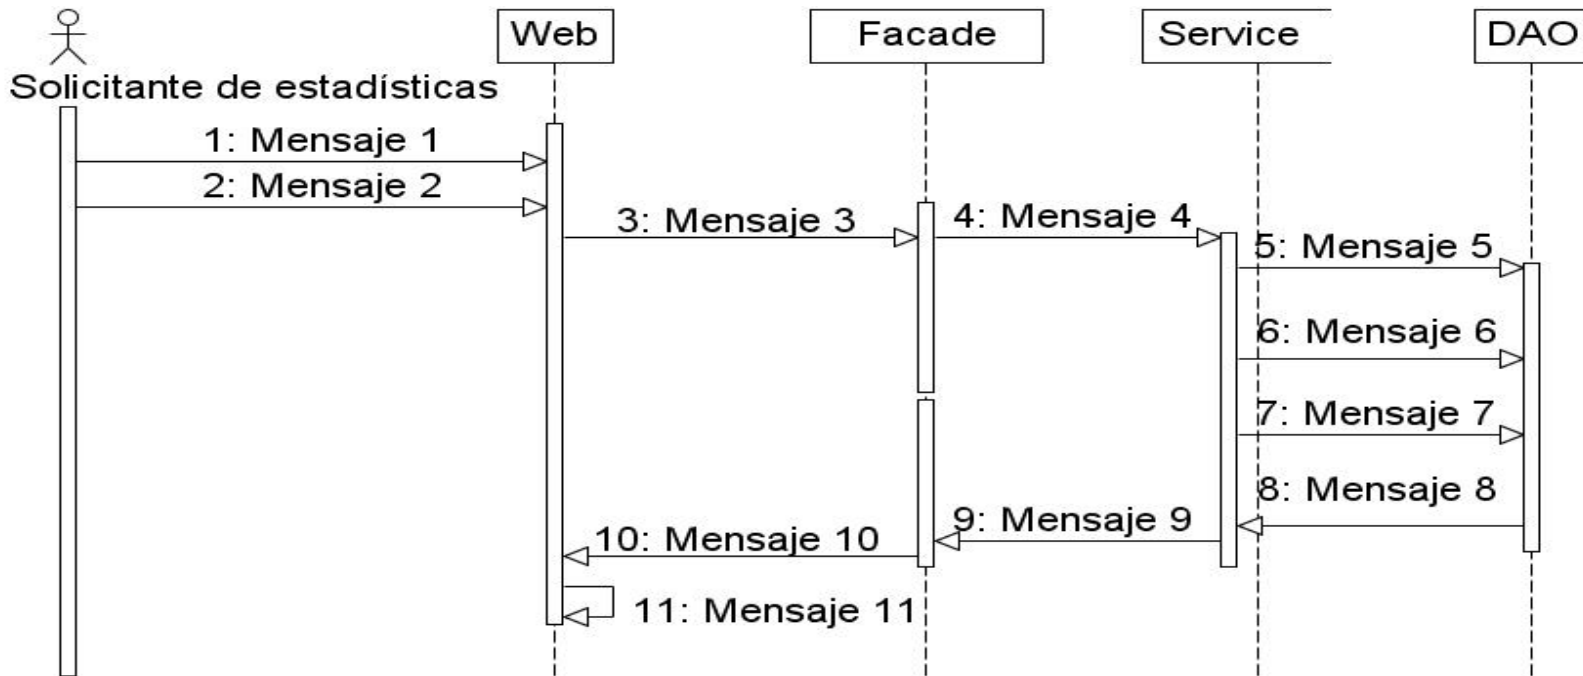 Web
Facade
Service
DAO
Solicitante de estadísticas
1: Mensaje 1
2: Mensaje 2
3: Mensaje 3
4: Mensaje 4
5: Mensaje 5
6: Mensaje 6
7: Mensaje 7
8: Mensaje 8
9: Mensaje 9
10: Mensaje 10
11: Mensaje 11